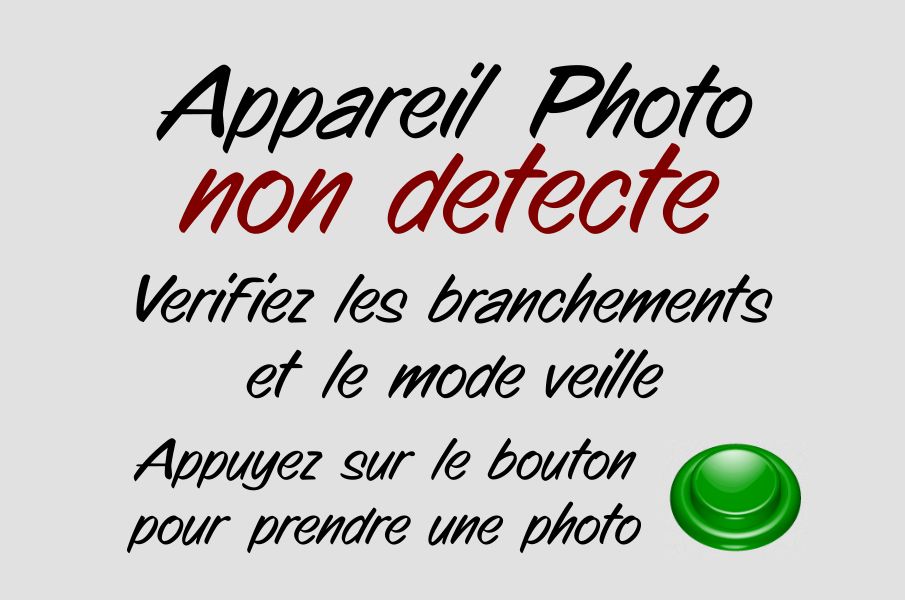 Appareil Photo
non detecte
Verifiez les branchements
et le mode veille
Appuyez sur le bouton
pour prendre une photo